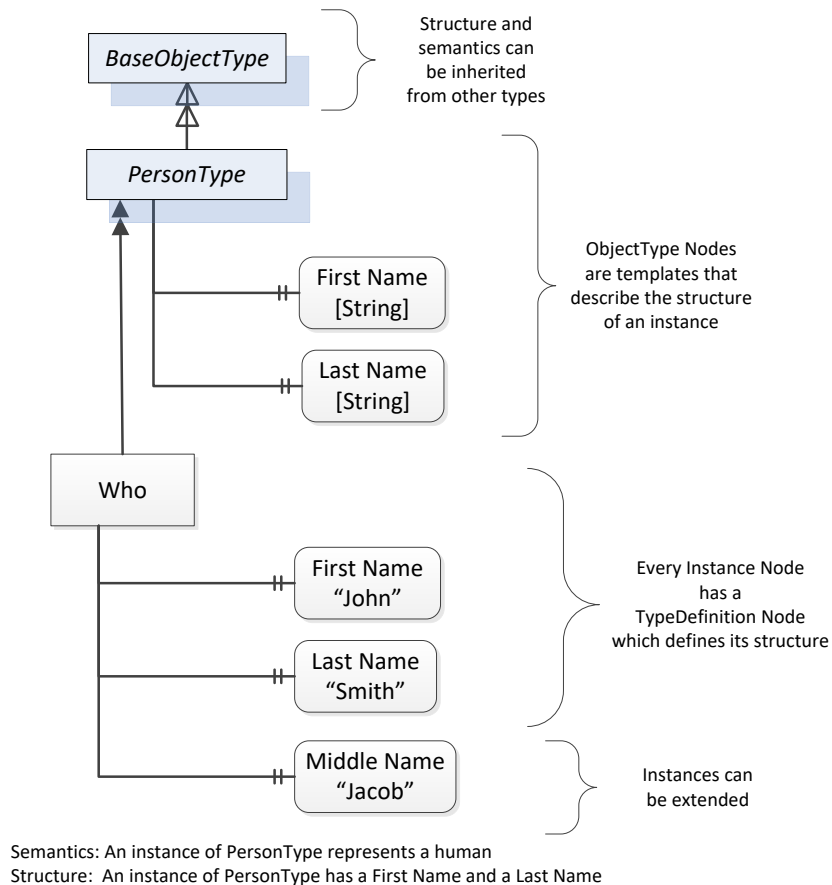 BaseObjectType
Structure and
semantics can
be inherited
from other types
PersonType
First Name
[String]
Last Name
[String]
ObjectType Nodes
are templates that
describe the structure
of an instance
Who
First Name
“John”
Last Name
“Smith”
Every Instance Node
has a
TypeDefinition Node
which defines its structure
Middle Name
“Jacob”
Instances can
be extended
Semantics: An instance of PersonType represents a human
Structure: An instance of PersonType has a First Name and a Last Name